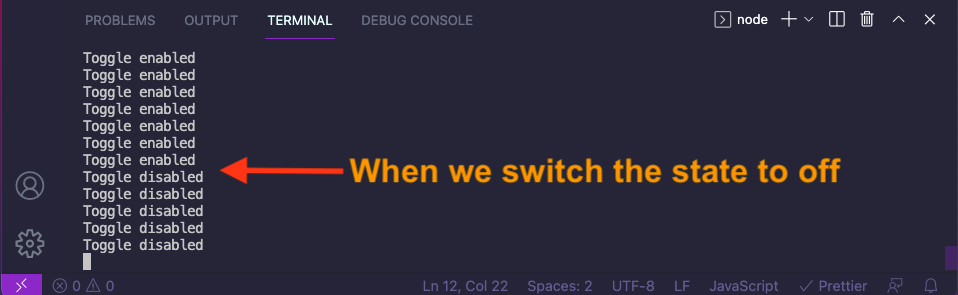 PROBLEMS OUTPUT TERMINAL DEBUG CONSOLE node
Toggle enabled
Toggle enabled
Toggle enabled
Toggle enabled
Toggle enabled
Toggle enabled
Toggle enabled
When we switch the state to off
Toggle disabled
Toggle disabled
Toggle disabled
Toggle disabled
Toggle disabled
0 0 Ln 12, Col 22 Spaces: 2 UTF-8 LF JavaScript Prettier